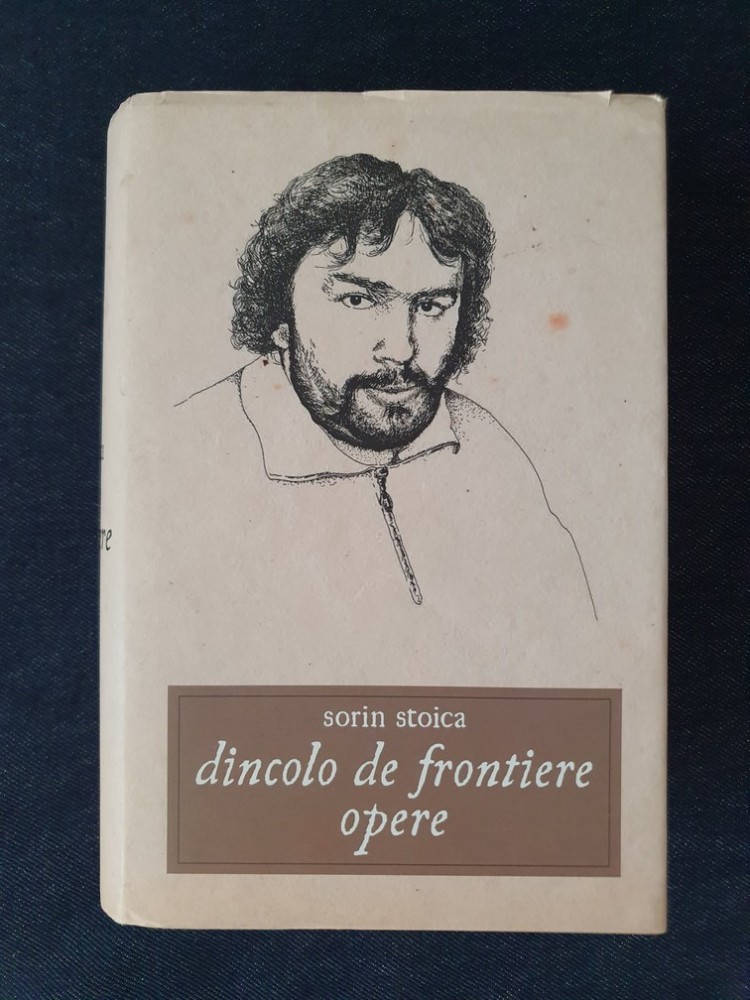 sorin stoica
dincolo de frontiere
opere